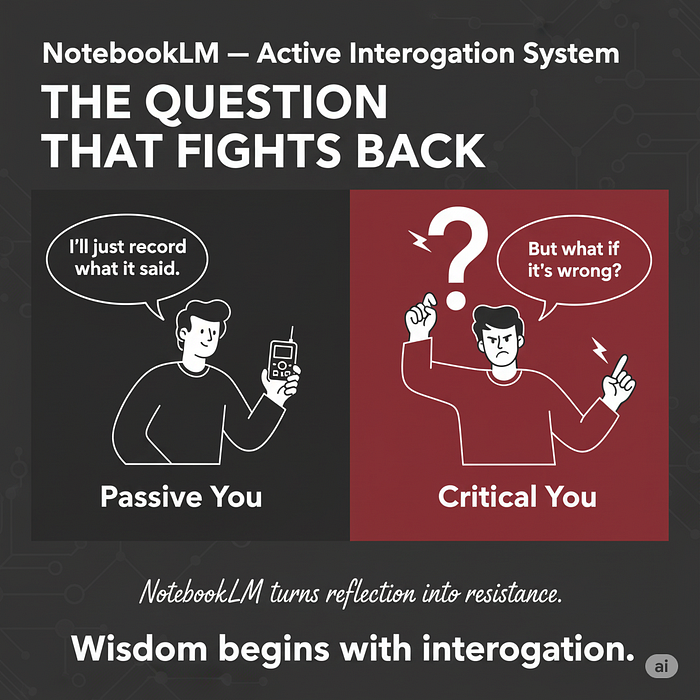 NotebookLM — Active Interogation System
THE QUESTION
THAT FIGHTS BACK
I'll just record
what it said.
But what if
it's wrong?
Passive You
Critical You
NotebookLM turns reflection into resistance.
Wisdom begins with interogation.
ai